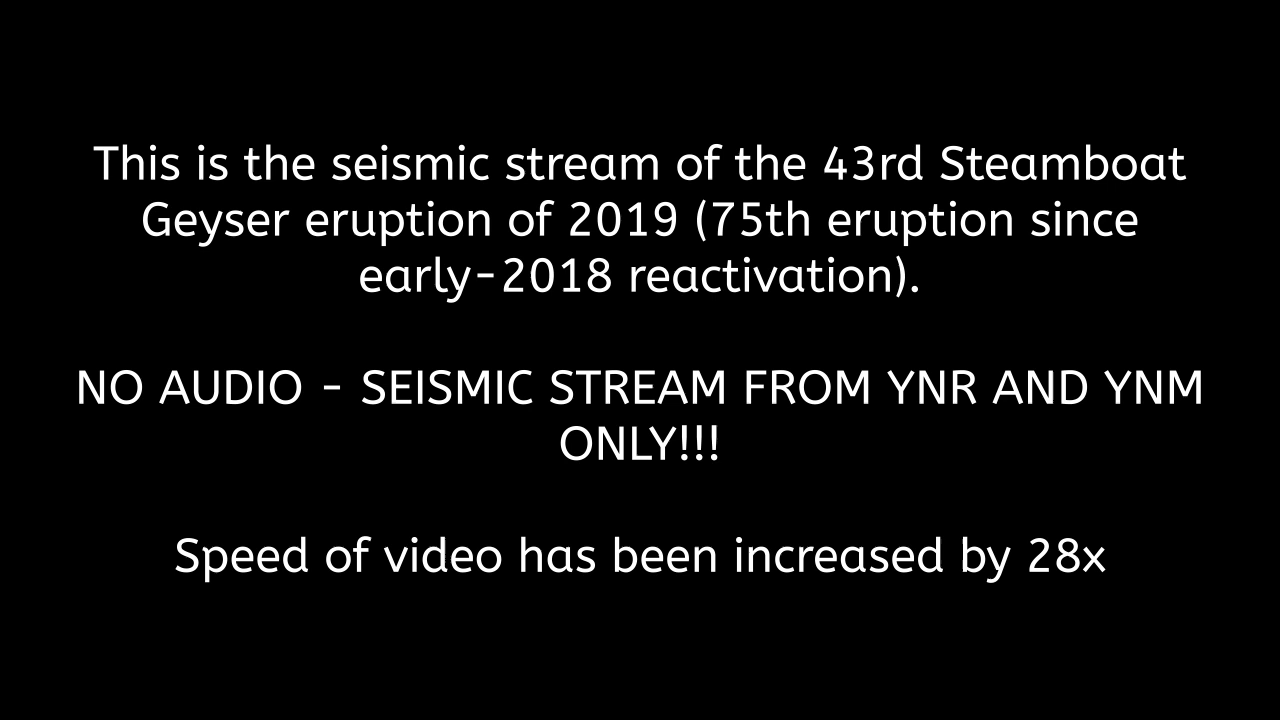 This is the seismic stream of the 43rd Steamboat
Geyser eruption of 2019 (75th eruption since
early-2018 reactivation).
NO AUDIO - SEISMIC STREAM FROM YNR AND YNM
ONLY!!!
Speed of video has been increased by 28x